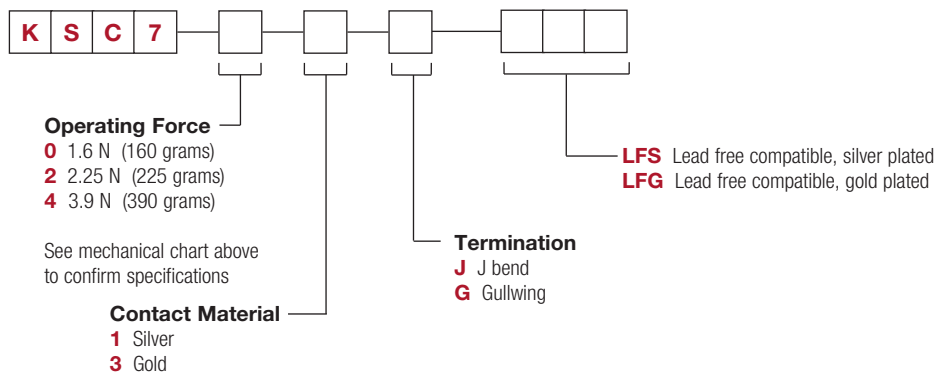 K S C 7
Operating Force
0 1.6 N (160 grams)
2 2.25 N (225 grams)
4 3.9 N (390 grams)
See mechanical chart above
to confirm specifications
Contact Material
1 Silver
3 Gold
Termination
J J bend
G Gullwing
LFS Lead free compatible, silver plated
LFG Lead free compatible, gold plated